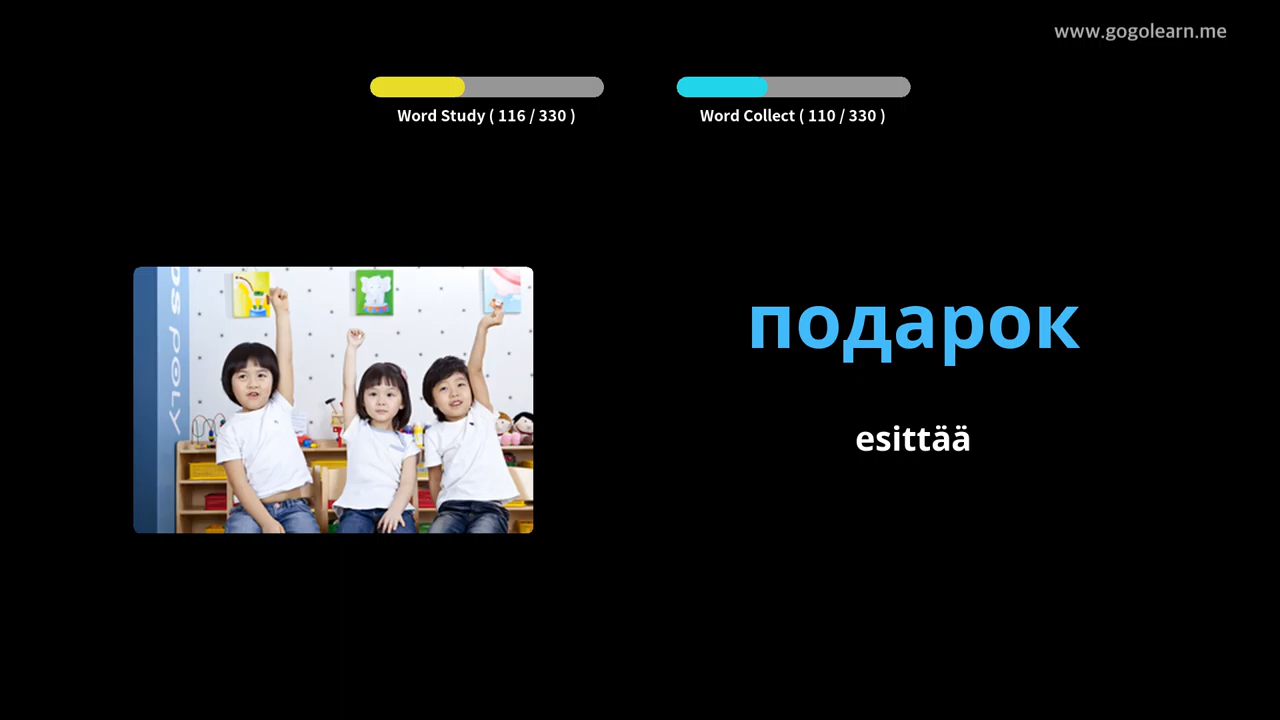 www.gogolearn.me
Word Study ( 116 / 330 )
Word Collect ( 110 / 330 )
подарок
esittää